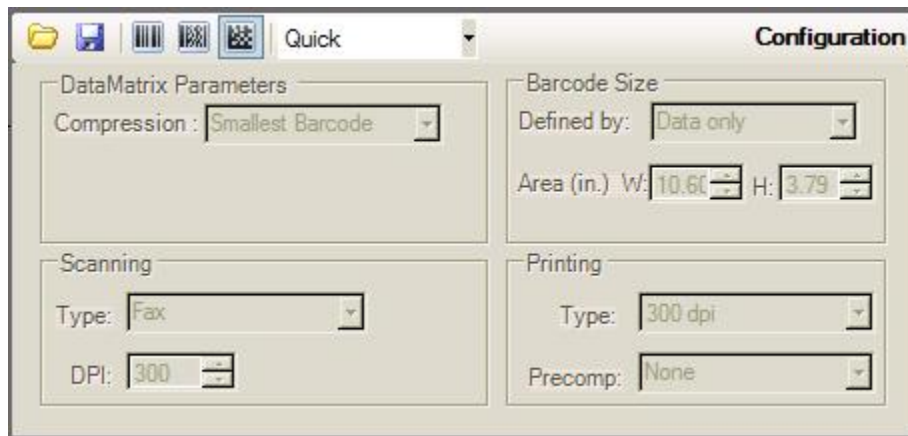 Quick Configuration
DataMatrix Parameters
Compression : Smallest Barcode
Barcode Size
Defined by: Data only
Area (in.) W: 10.60 H: 3.79
Scanning
Type: Fax
DPI: 300
Printing
Type: 300 dpi
Precomp: None